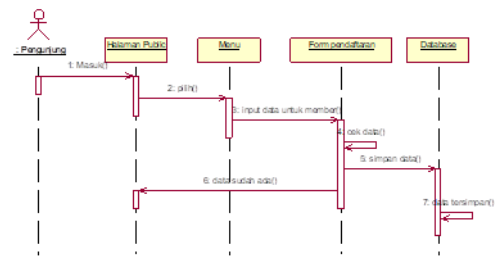 : Pengunjung
Halaman Public
Menu
Form pendaftaran
Database
1: Masuk()
2: pilih()
3: input data untuk member()
4: cek data()
5: simpan data()
6: data sudah ada()
7: data tersimpan()